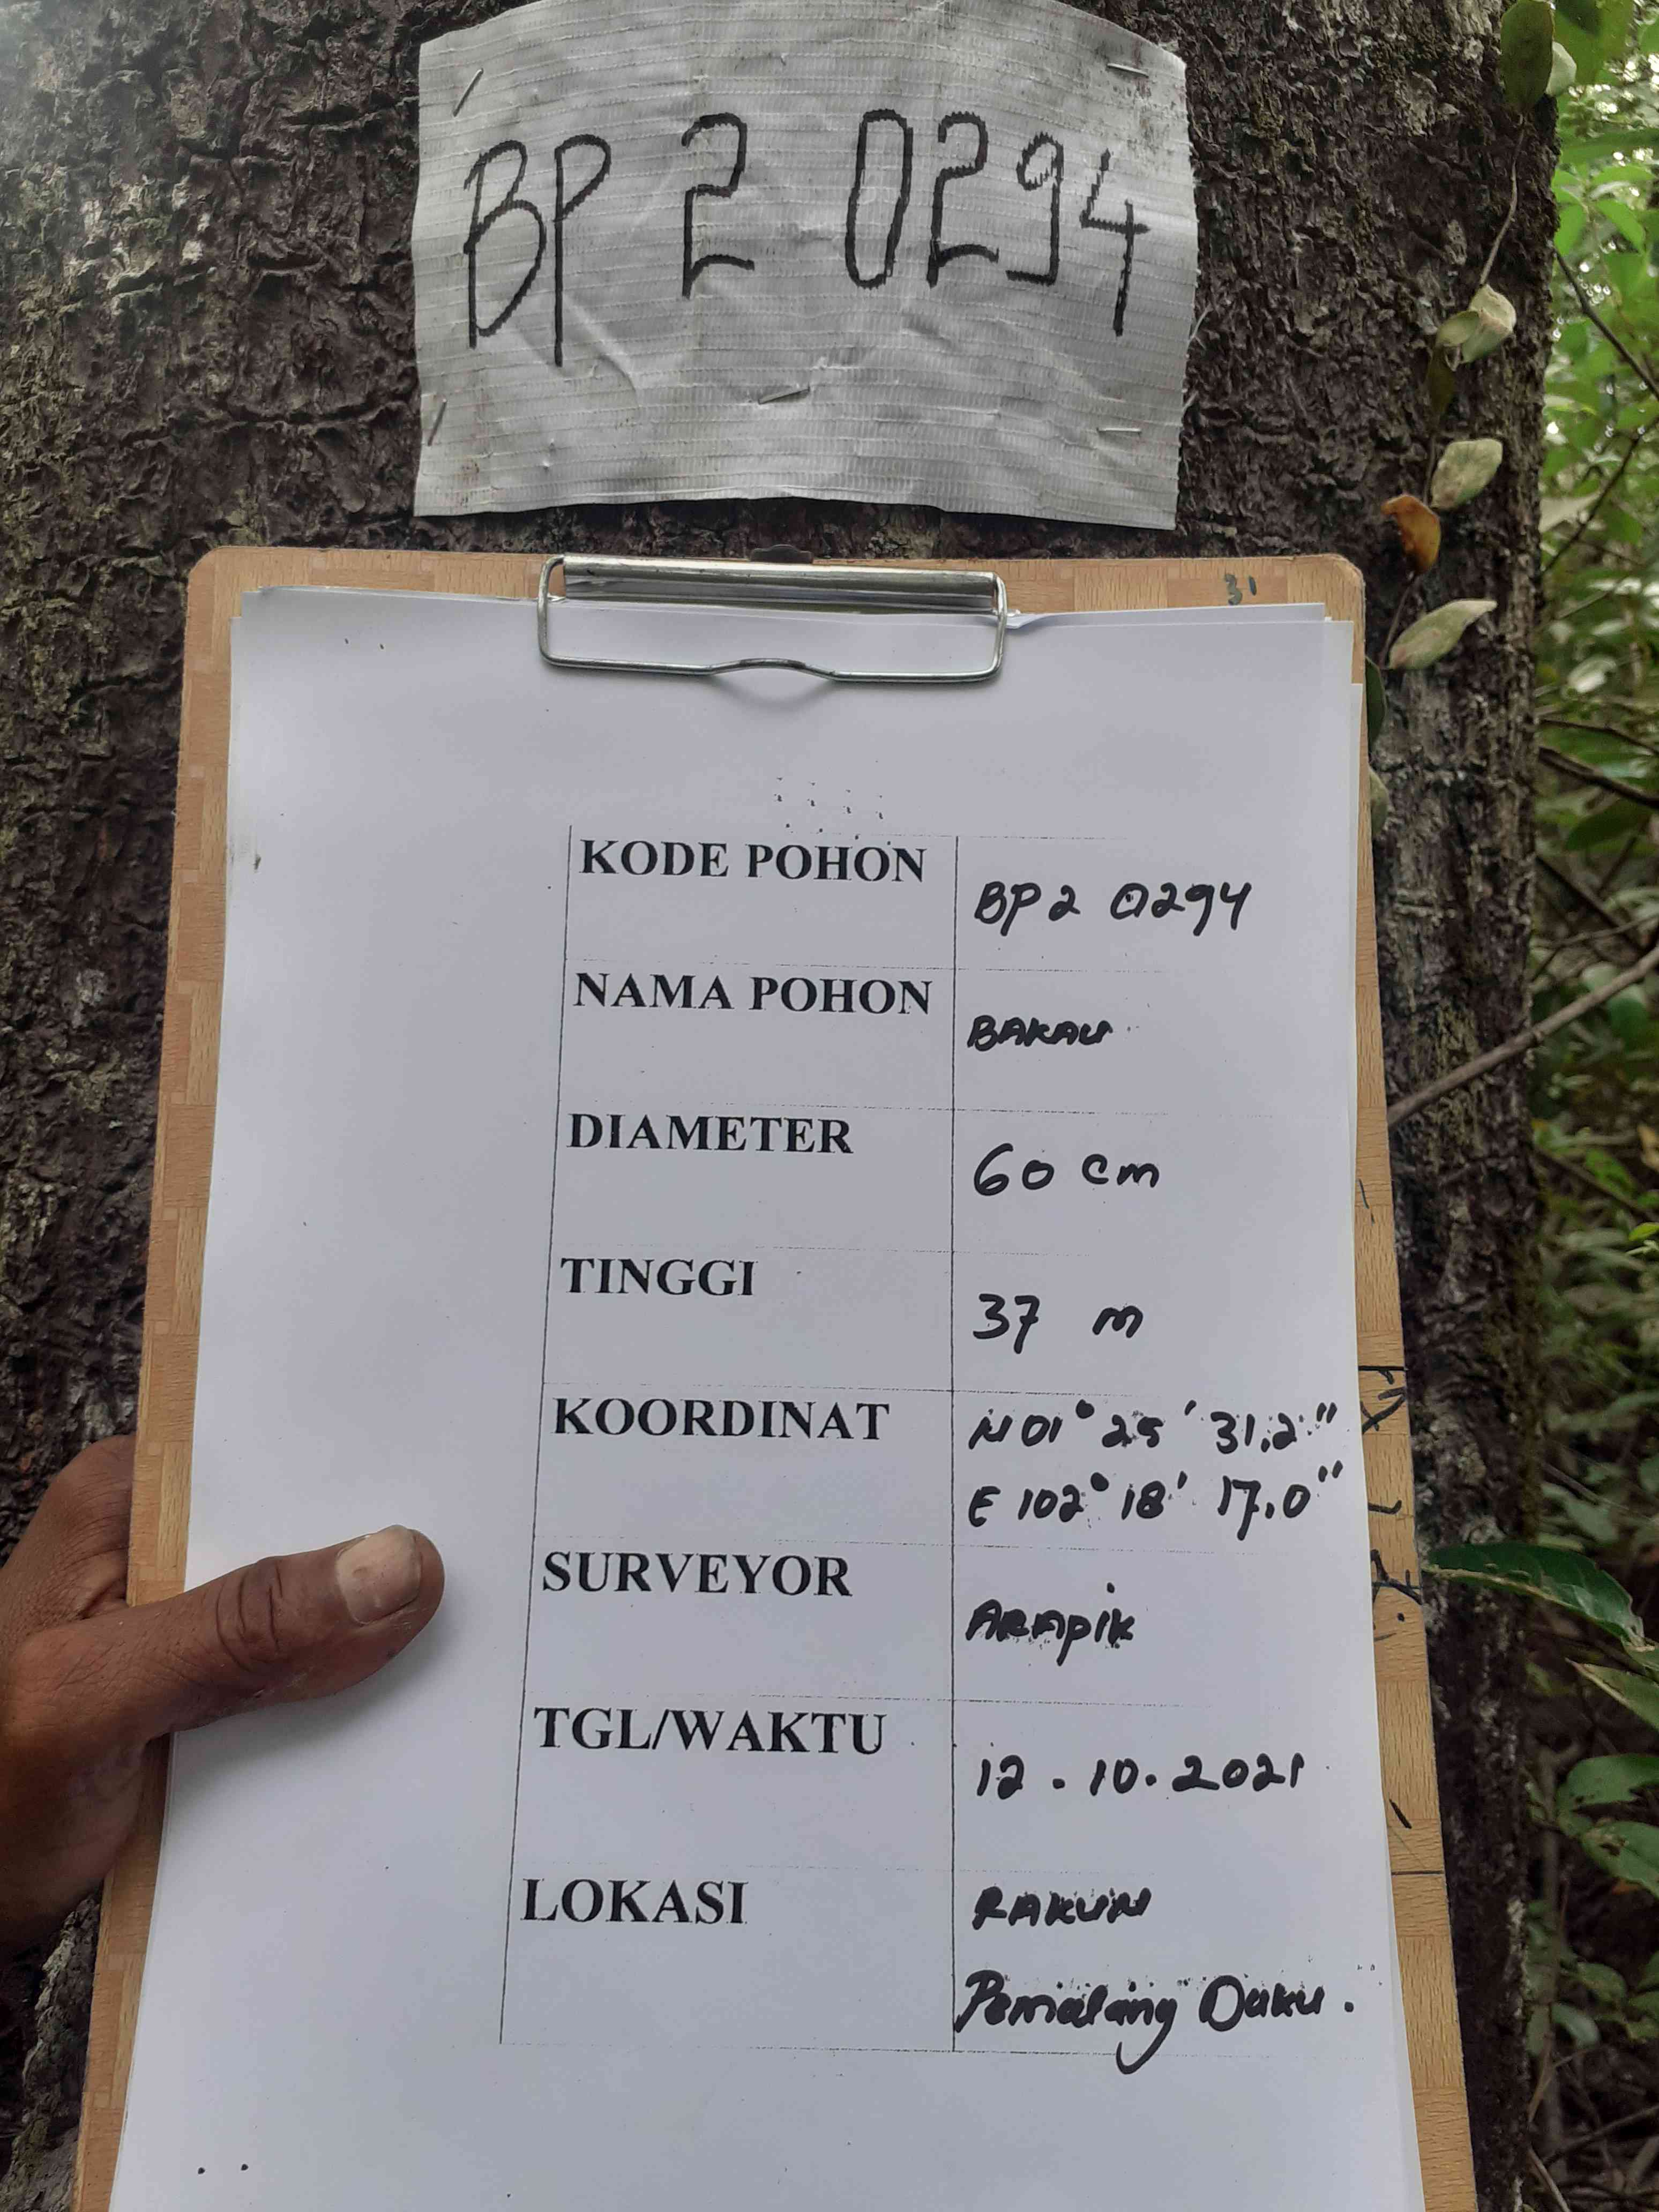 BP 2 0294
31
KODE POHON BP2 0294
NAMA POHON BAKAU
DIAMETER 60 cm
TINGGI 37 m
KOORDINAT N 01° 25' 31.2"
E 102° 18' 17.0"
SURVEYOR ARApik
TGL/WAKTU 12.10.2021
LOKASI RAKUN
Pematang Duku.